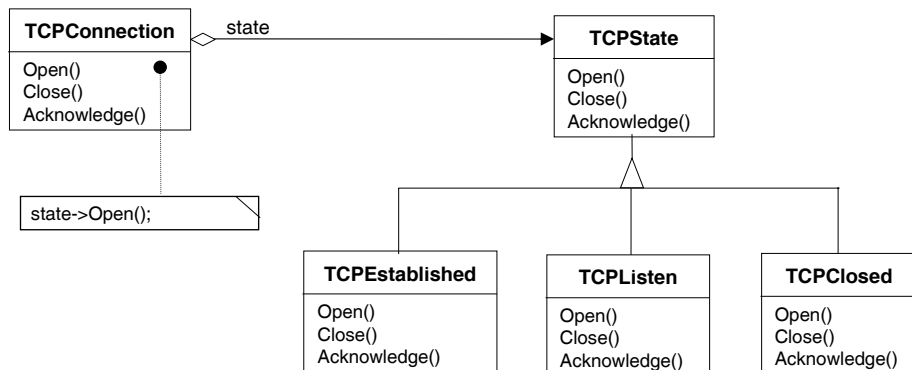 TCPConnection
Open()
Close()
Acknowledge()
state
TCPState
Open()
Close()
Acknowledge()
state->Open();
TCPEstablished
Open()
Close()
Acknowledge()
TCPListen
Open()
Close()
Acknowledge()
TCPClosed
Open()
Close()
Acknowledge()